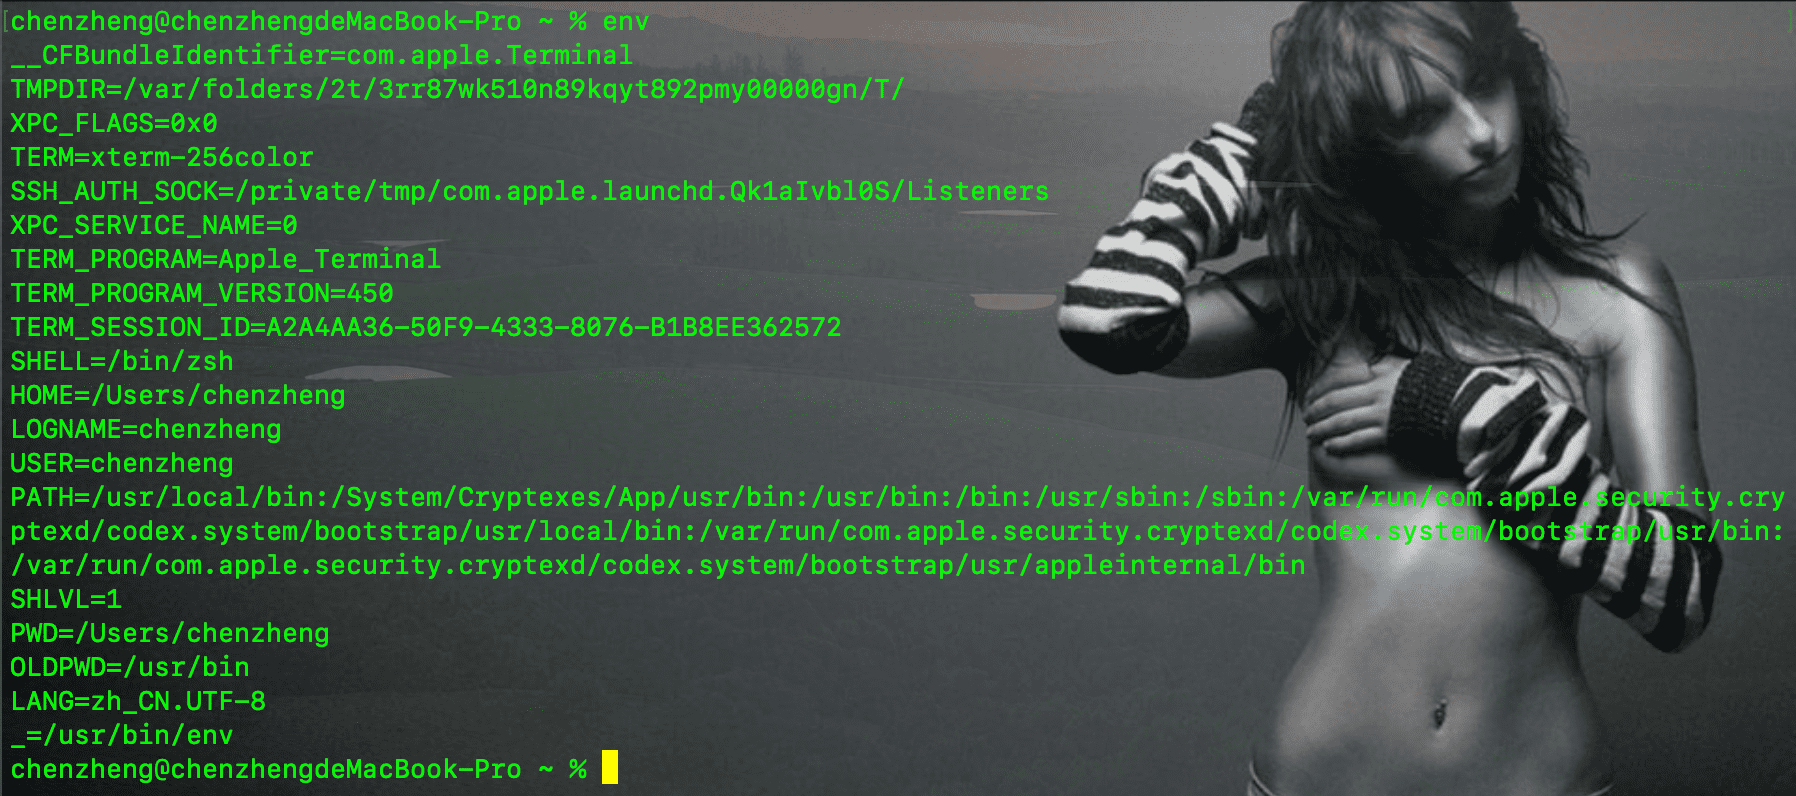 chenzheng@chenzhengdeMacBook-Pro ~ % env
__CFBundleIdentifier=com.apple.Terminal
TMPDIR=/var/folders/2t/3rr87wk510n89kqyt892pmy00000gn/T/
XPC_FLAGS=0x0
TERM=xterm-256color
SSH_AUTH_SOCK=/private/tmp/com.apple.launchd.Qk1aIvbl0S/Listeners
XPC_SERVICE_NAME=0
TERM_PROGRAM=Apple_Terminal
TERM_PROGRAM_VERSION=450
TERM_SESSION_ID=A2A4AA36-50F9-4333-8076-B1B8EE362572
SHELL=/bin/zsh
HOME=/Users/chenzheng
LOGNAME=chenzheng
USER=chenzheng
PATH=/usr/local/bin:/System/Cryptexes/App/usr/bin:/usr/bin:/bin:/usr/sbin:/sbin:/var/run/com.apple.security.cry
ptexd/codex.system/bootstrap/usr/local/bin:/var/run/com.apple.security.cryptexd/codex.system/bootstrap/usr/bin:
/var/run/com.apple.security.cryptexd/codex.system/bootstrap/usr/appleinternal/bin
SHLVL=1
PWD=/Users/chenzheng
OLDPWD=/usr/bin
LANG=zh_CN.UTF-8
_=/usr/bin/env
chenzheng@chenzhengdeMacBook-Pro ~ %